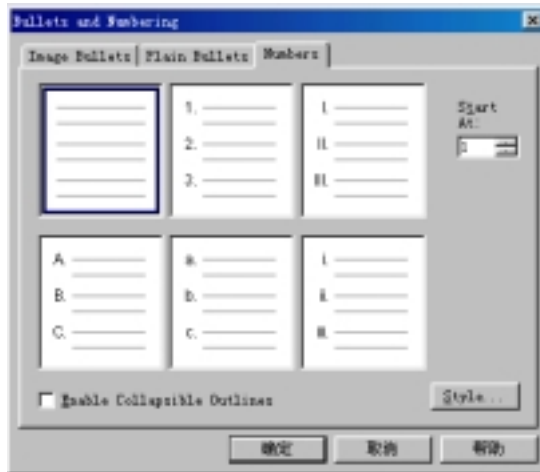 Bullets and Numbering
Image Bullets Plain Bullets Numbers
1.
2.
3.
I.
II.
III.
Start
At:
1
A.
B.
C.
a.
b.
c.
i.
ii.
iii.
Enable Collapsible Outlines
Style...
确定 取消 帮助